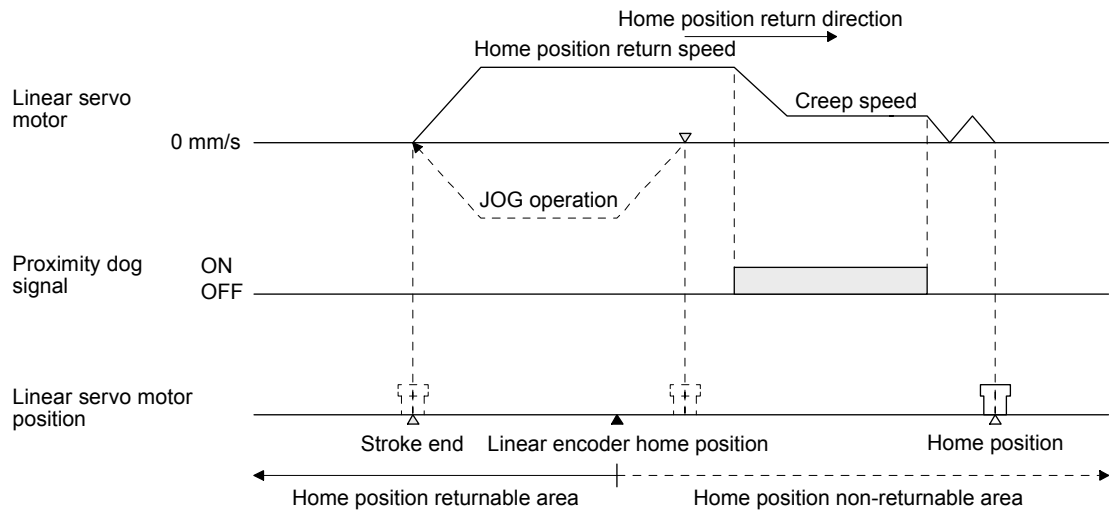 Home position return direction
Home position return speed
Linear servo
motor
Creep speed
0 mm/s
JOG operation
Proximity dog
signal
ON
OFF
Linear servo motor
position
Stroke end
Linear encoder home position
Home position
Home position returnable area
Home position non-returnable area